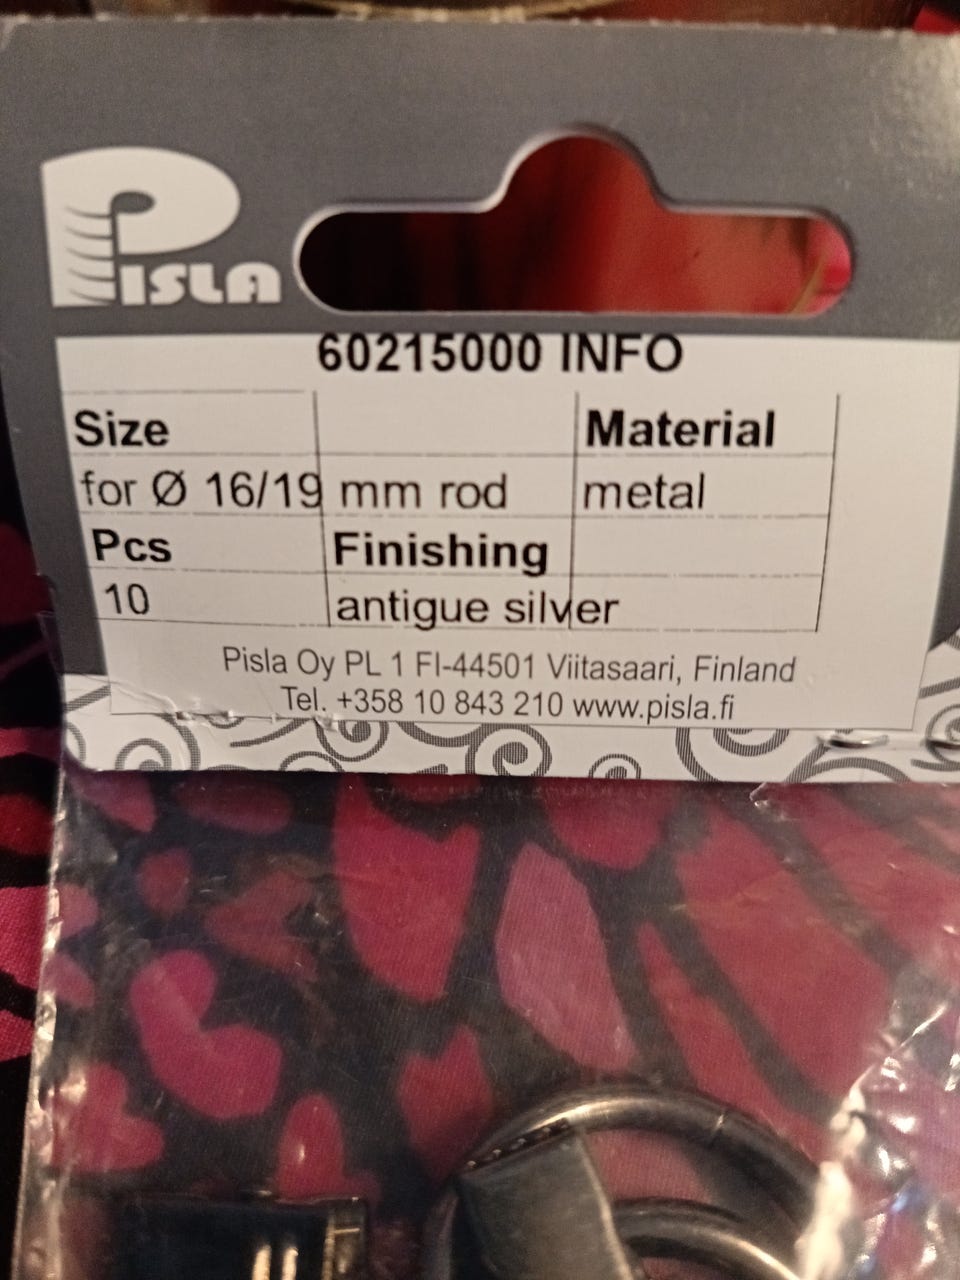 PISLA
60215000 INFO
Size Material
for Ø 16/19 mm rod metal
Pcs Finishing
10 antigue silver
Pisla Oy PL 1 FI-44501 Viitasaari, Finland
Tel. +358 10 843 210 www.pisla.fi